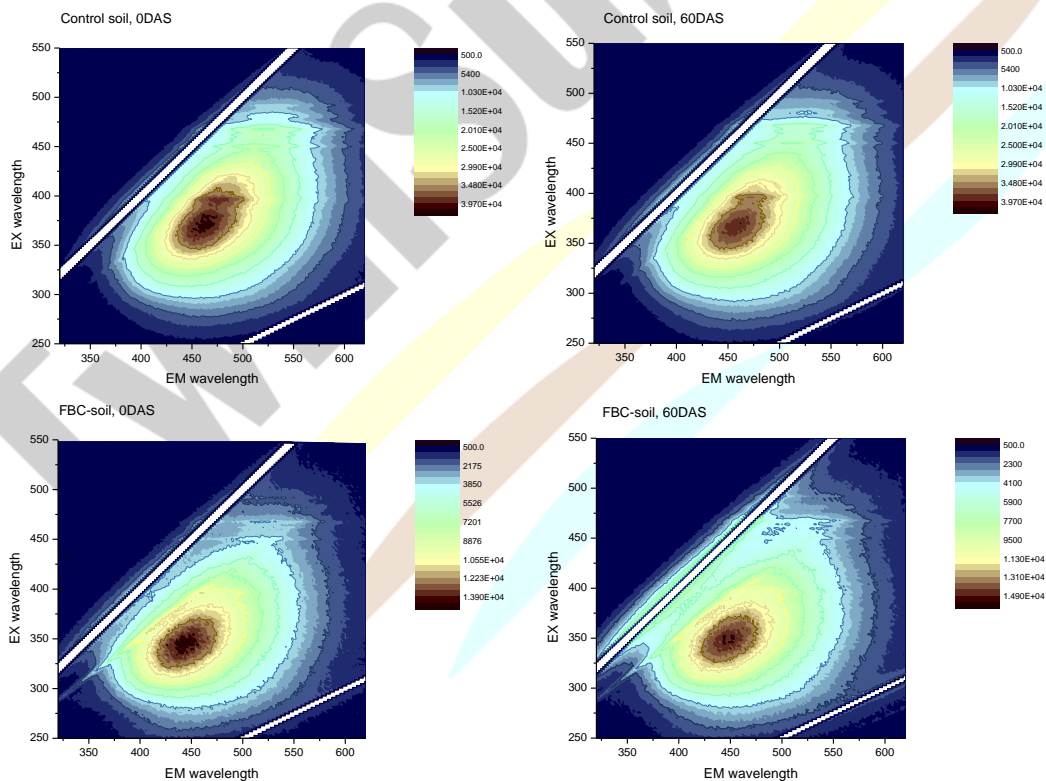 Control soil, 0DAS
Control soil, 60DAS
550
500
450
400
350
300
250
350
400
450
500
550
600
EX wavelength
EM wavelength
500.0
5400
1.030E+04
1.520E+04
2.010E+04
2.500E+04
2.990E+04
3.480E+04
3.970E+04
550
500
450
400
350
300
250
350
400
450
500
550
600
EX wavelength
EM wavelength
500.0
5400
1.030E+04
1.520E+04
2.010E+04
2.500E+04
2.990E+04
3.480E+04
3.970E+04
FBC-soil, 0DAS
FBC-soil, 60DAS
550
500
450
400
350
300
250
350
400
450
500
550
600
EX wavelength
EM wavelength
500.0
2175
3850
5526
7201
8876
1.055E+04
1.223E+04
1.390E+04
550
500
450
400
350
300
250
350
400
450
500
550
600
EX wavelength
EM wavelength
500.0
2300
4100
5900
7700
9500
1.130E+04
1.310E+04
1.490E+04